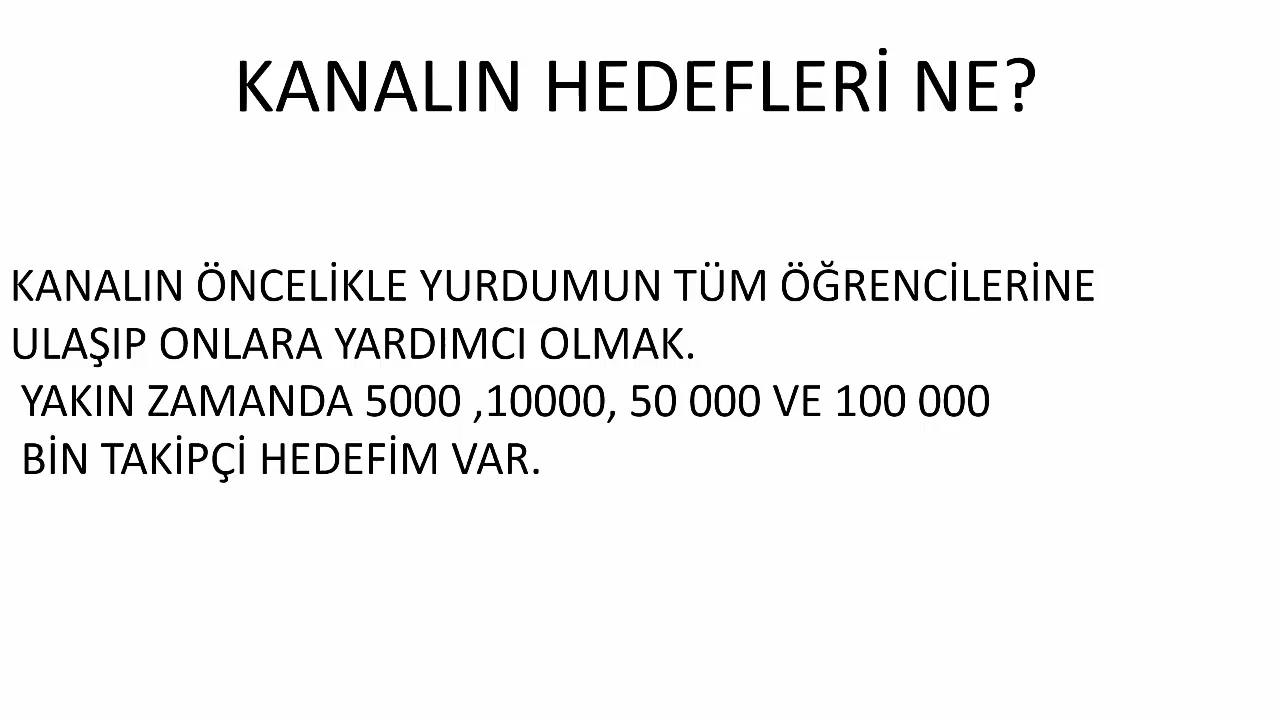 KANALIN HEDEFLERİ NE?
KANALIN ÖNCELİKLE YURDUMUN TÜM ÖĞRENCİLERİNE
ULAŞIP ONLARA YARDIMCI OLMAK.
YAKIN ZAMANDA 5000 ,10000, 50 000 VE 100 000
BİN TAKİPÇİ HEDEFİM VAR.